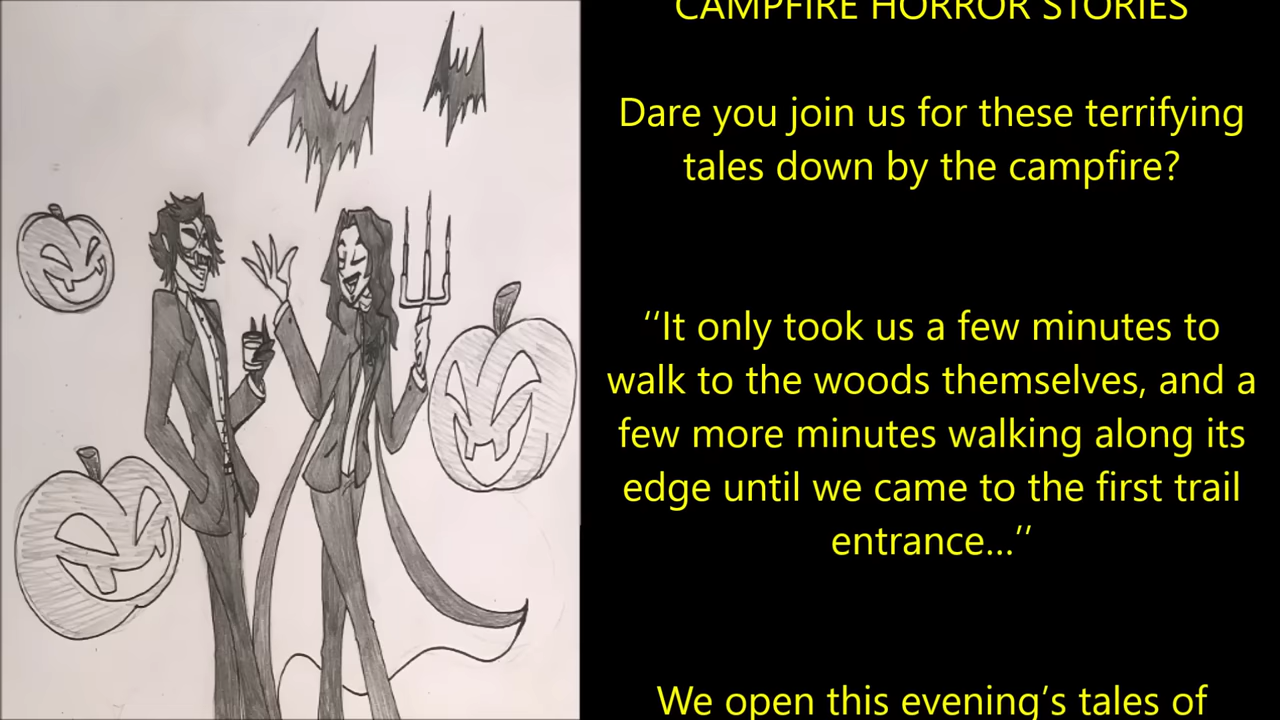 CAMPFIRE HORROR STORIES
Dare you join us for these terrifying
tales down by the campfire?
‘‘It only took us a few minutes to
walk to the woods themselves, and a
few more minutes walking along its
edge until we came to the first trail
entrance…’’
We open this evening’s tales of